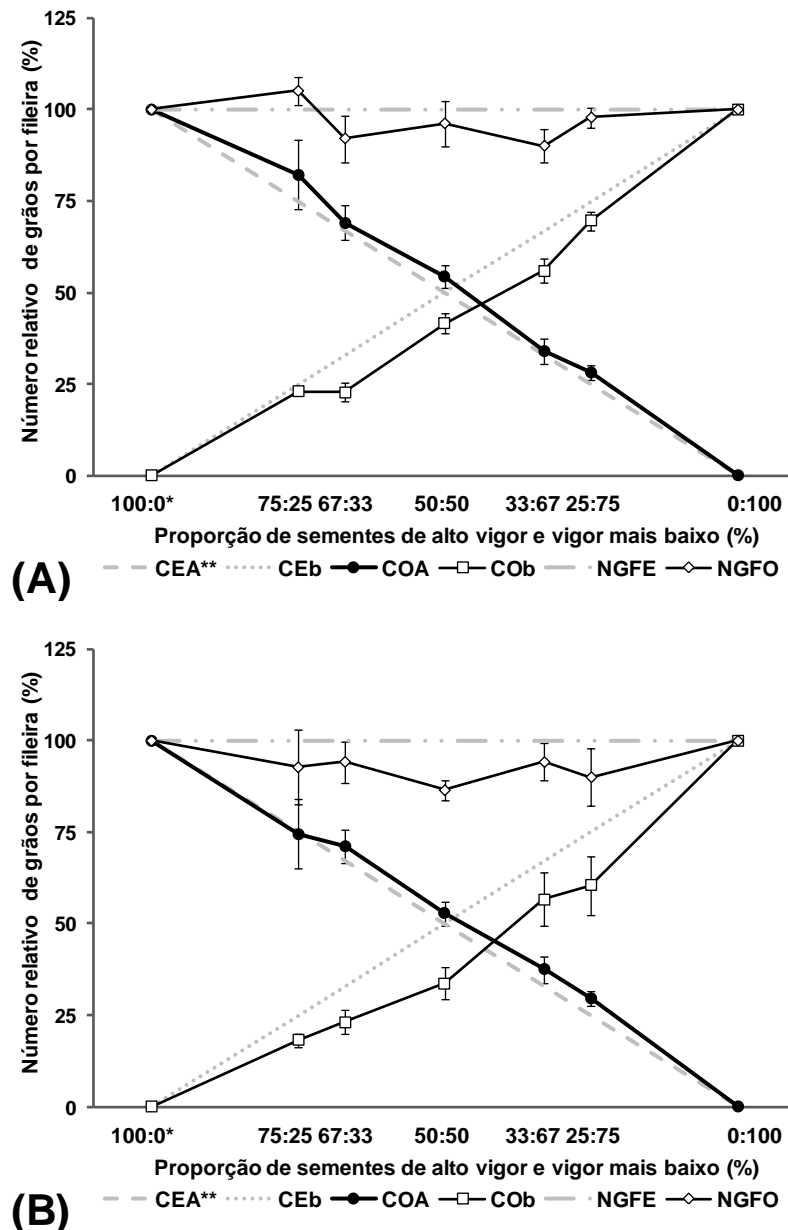 125
100
75
50
25
0
Número relativo de grãos por fileira (%)
100:0* 75:25 67:33 50:50 33:67 25:75 0:100
Proporção de sementes de alto vigor e vigor mais baixo (%)
(A)
CEA** CEb COA COb NGFE NGFO
125
100
75
50
25
0
Número relativo de grãos por fileira (%)
100:0* 75:25 67:33 50:50 33:67 25:75 0:100
Proporção de sementes de alto vigor e vigor mais baixo (%)
(B)
CEA** CEb COA COb NGFE NGFO